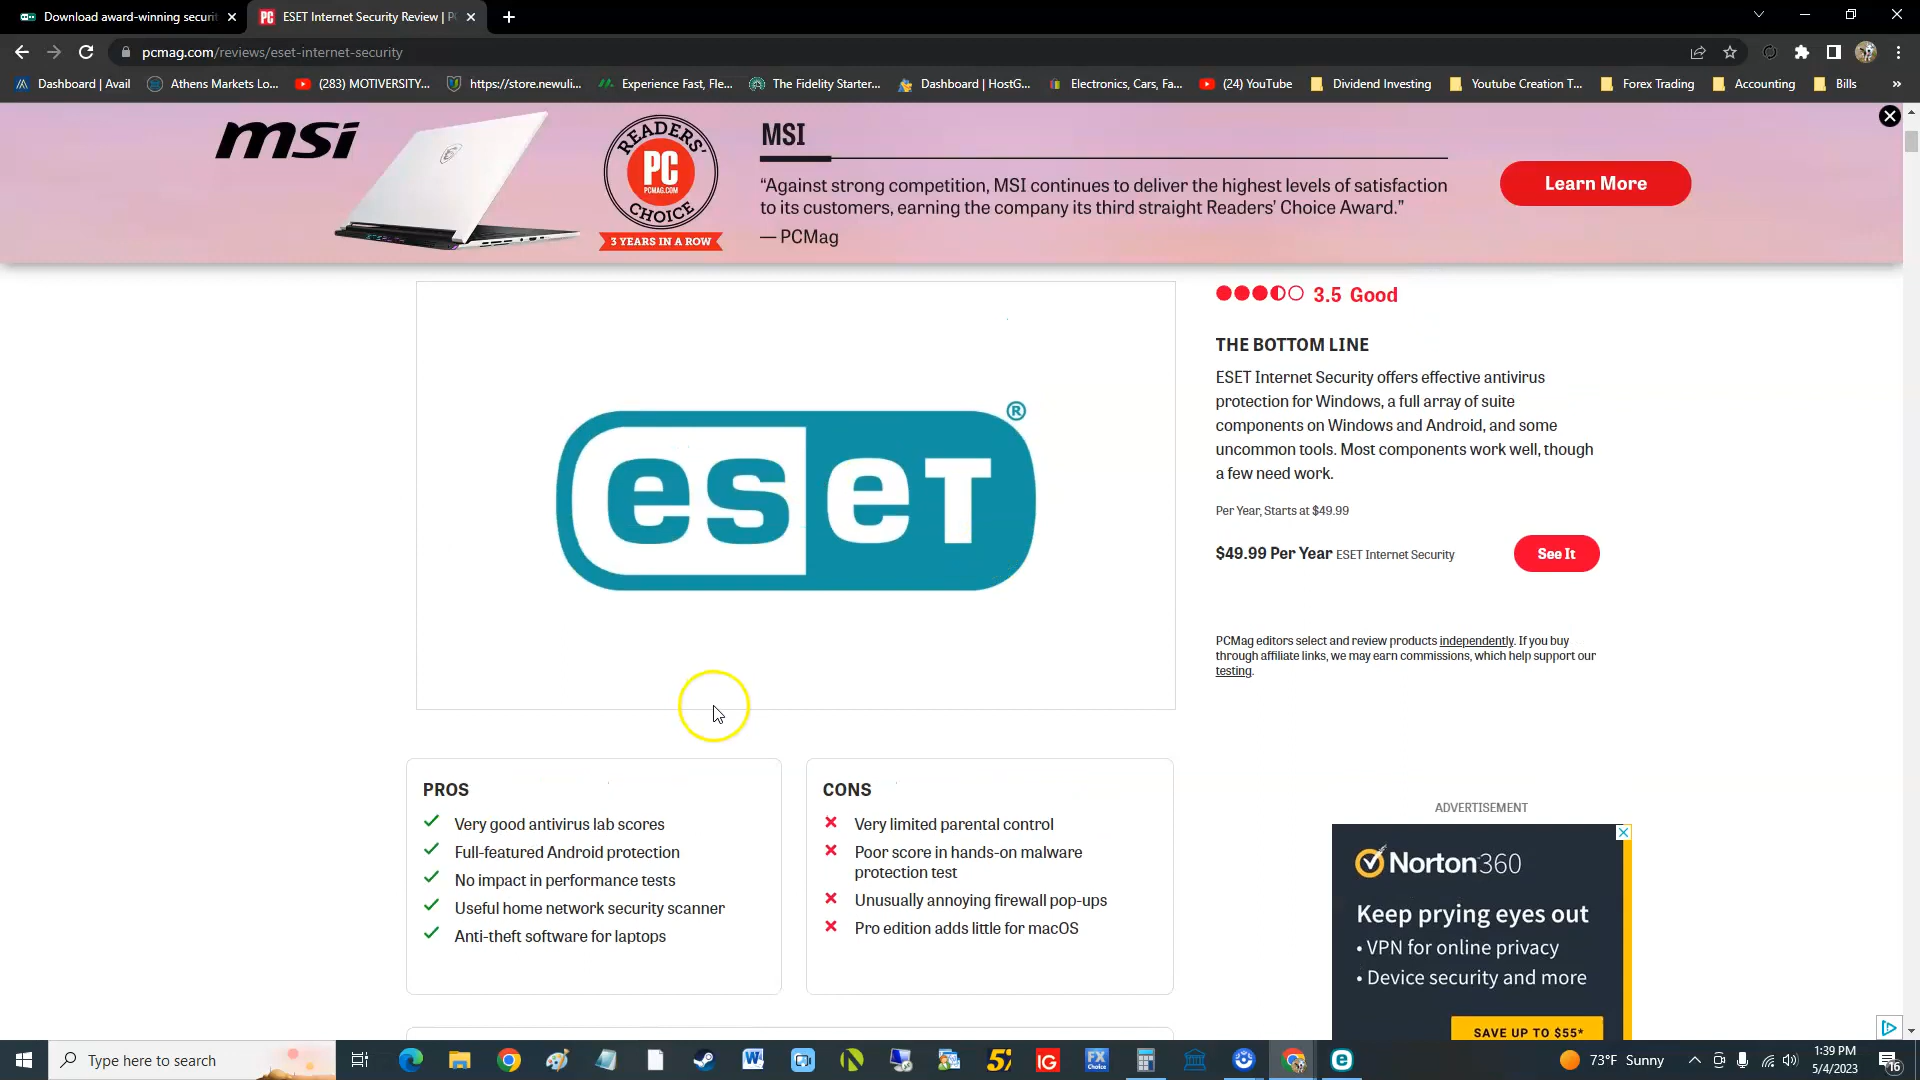 Download award-winning securi
ESET Internet Security Review | PC
pcmag.com/reviews/eset-internet-security
Dashboard | Avail
Athens Markets Lo...
(283) MOTIVERSITY...
https://store.newuli...
Experience Fast, Fle...
The Fidelity Starter...
Dashboard | HostG...
Electronics, Cars, Fa...
(24) YouTube
Dividend Investing
Youtube Creation T...
Forex Trading
Accounting
Bills
»
msi
READERS'
PC
PCMAG.COM
CHOICE
3 YEARS IN A ROW
MSI
“Against strong competition, MSI continues to deliver the highest levels of satisfaction
to its customers, earning the company its third straight Readers’ Choice Award.”
— PCMag
Learn More
3.5 Good
THE BOTTOM LINE
ESET Internet Security offers effective antivirus
protection for Windows, a full array of suite
components on Windows and Android, and some
uncommon tools. Most components work well, though
a few need work.
Per Year, Starts at $49.99
$49.99 Per Year ESET Internet Security
See It
PCMag editors select and review products independently. If you buy
through affiliate links, we may earn commissions, which help support our
testing.
eseT®
PROS
Very good antivirus lab scores
Full-featured Android protection
No impact in performance tests
Useful home network security scanner
Anti-theft software for laptops
CONS
Very limited parental control
Poor score in hands-on malware
protection test
Unusually annoying firewall pop-ups
Pro edition adds little for macOS
ADVERTISEMENT
Norton360
Keep prying eyes out
• VPN for online privacy
• Device security and more
SAVE UP TO $55*
Type here to search
73°F Sunny
1:39 PM
5/4/2023
16